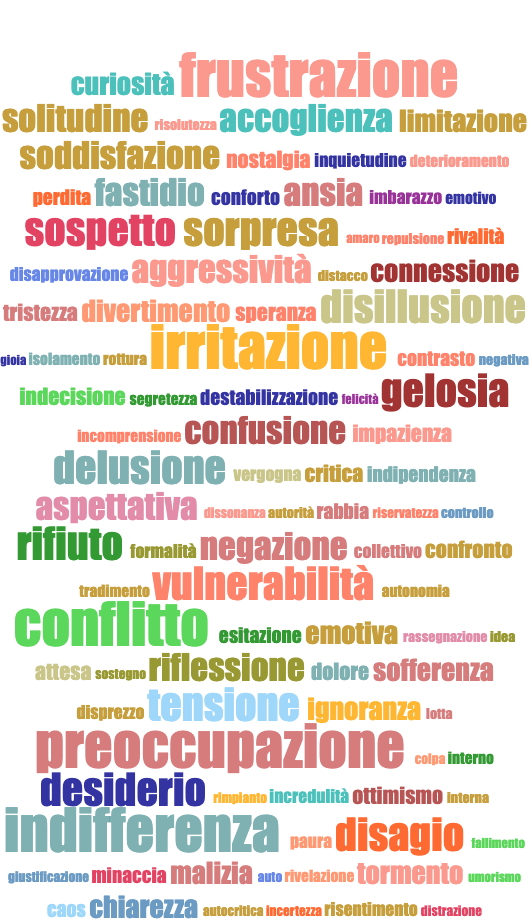 curiosità frustrazione
solitudine risolutezza accoglienza limitazione
soddisfazione nostalgia inquietudine deterioramento
perdita fastidio conforto ansia imbarazzo emotivo
sospetto sorpresa amaro repulsione rivalità
disapprovazione aggressività distacco connessione
tristezza divertimento speranza disillusione
gioia isolamento rottura irritazione contrasto negativa
indecisione segretezza destabilizzazione felicità gelosia
incomprensione confusione impazienza
delusione vergogna critica indipendenza
aspettativa dissonanza autorità rabbia riservatezza controllo
rifiuto formalità negazione collettivo confronto
tradimento vulnerabilità autonomia
conflitto esitazione emotiva rassegnazione idea
attesa sostegno riflessione dolore sofferenza
disprezzo tensione ignoranza lotta
preoccupazione colpa interno
desiderio rimpianto incredulità ottimismo interna
indifferenza paura disagio fallimento
giustificazione minaccia malizia auto rivelazione tormento umorismo
caos chiarezza autocritica incertezza risentimento distrazione